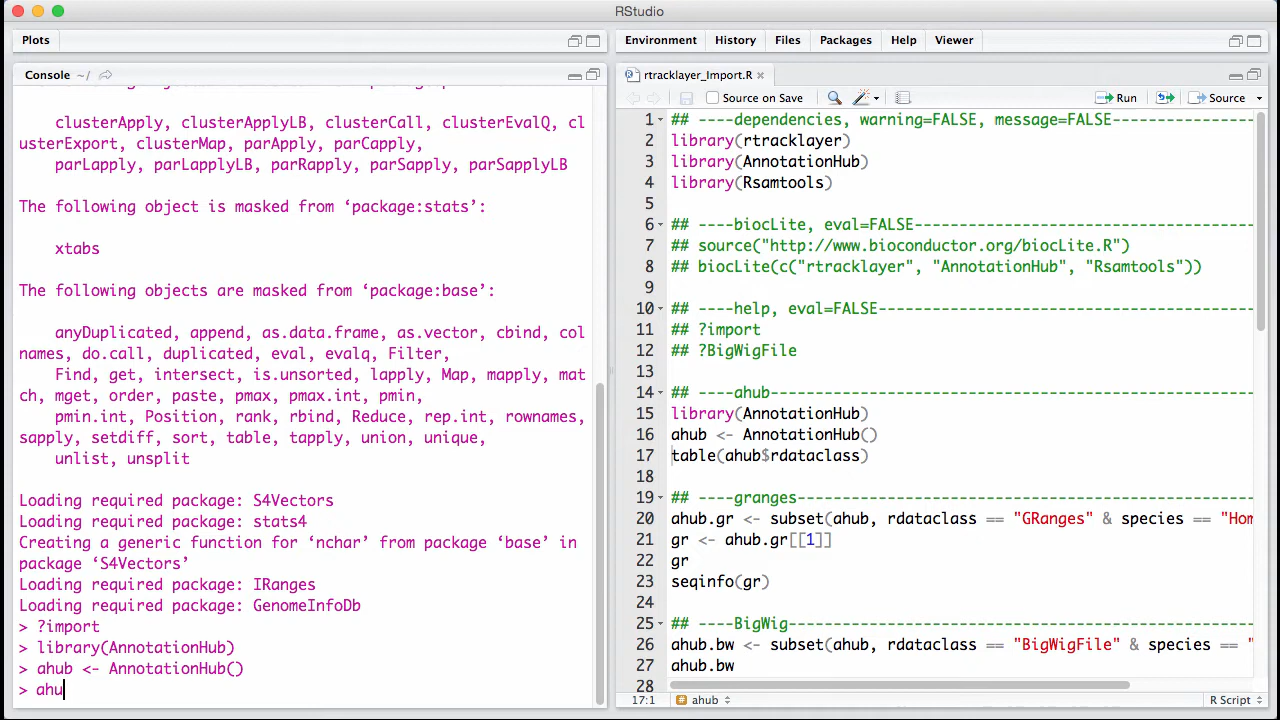 RStudio
Plots
Console ~/
clusterApply, clusterApplyLB, clusterCall, clusterEvalQ, cl
usterExport, clusterMap, parApply, parCapply,
parLapply, parLapplyLB, parRapply, parSapply, parSapplyLB
The following object is masked from ‘package:stats’:
xtabs
The following objects are masked from ‘package:base’:
anyDuplicated, append, as.data.frame, as.vector, cbind, col
names, do.call, duplicated, eval, evalq, Filter,
Find, get, intersect, is.unsorted, lapply, Map, mapply, mat
ch, mget, order, paste, pmax, pmax.int, pmin,
pmin.int, Position, rank, rbind, Reduce, rep.int, rownames,
sapply, setdiff, sort, table, tapply, union, unique,
unlist, unsplit
Loading required package: S4Vectors
Loading required package: stats4
Creating a generic function for ‘nchar’ from package ‘base’ in
package ‘S4Vectors’
Loading required package: IRanges
Loading required package: GenomeInfoDb
> ?import
> library(AnnotationHub)
> ahub <- AnnotationHub()
> ahu
Environment History Files Packages Help Viewer
rtracklayer_Import.R
Source on Save Run Source
1 ## ----dependencies, warning=FALSE, message=FALSE----------------
2 library(rtracklayer)
3 library(AnnotationHub)
4 library(Rsamtools)
5
6 ## ----biocLite, eval=FALSE--------------------------------------
7 ## source("http://www.bioconductor.org/biocLite.R")
8 ## biocLite(c("rtracklayer", "AnnotationHub", "Rsamtools"))
9
10 ## ----help, eval=FALSE------------------------------------------
11 ## ?import
12 ## ?BigWigFile
13
14 ## ----ahub------------------------------------------------------
15 library(AnnotationHub)
16 ahub <- AnnotationHub()
17 table(ahub$rdataclass)
18
19 ## ----granges---------------------------------------------------
20 ahub.gr <- subset(ahub, rdataclass == "GRanges" & species == "Hom
21 gr <- ahub.gr[[1]]
22 gr
23 seqinfo(gr)
24
25 ## ----BigWig----------------------------------------------------
26 ahub.bw <- subset(ahub, rdataclass == "BigWigFile" & species == "
27 ahub.bw
28
17:1 ahub R Script